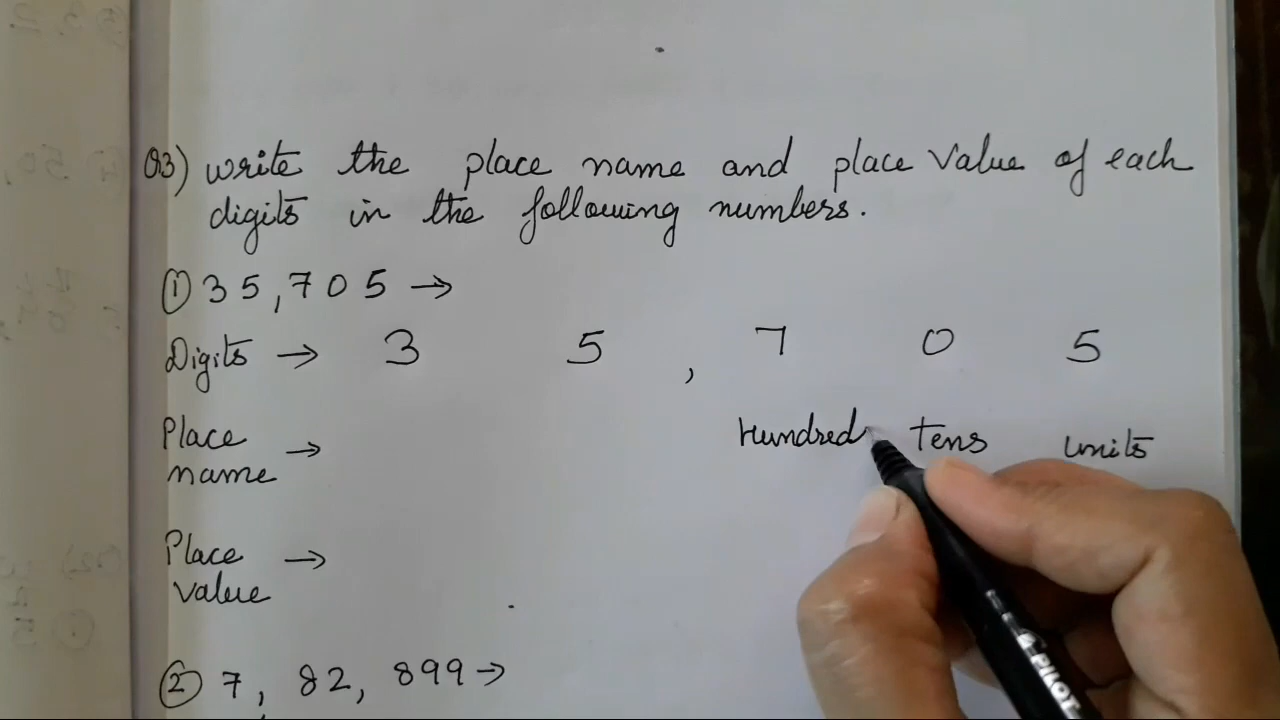 Q3) write the place name and place value of each
digits in the following numbers.
① 35,705 →
Digits → 3 5 , 7 0 5
Place name → Hundred tens units
Place value →
② 7, 82, 899 →
PILOT